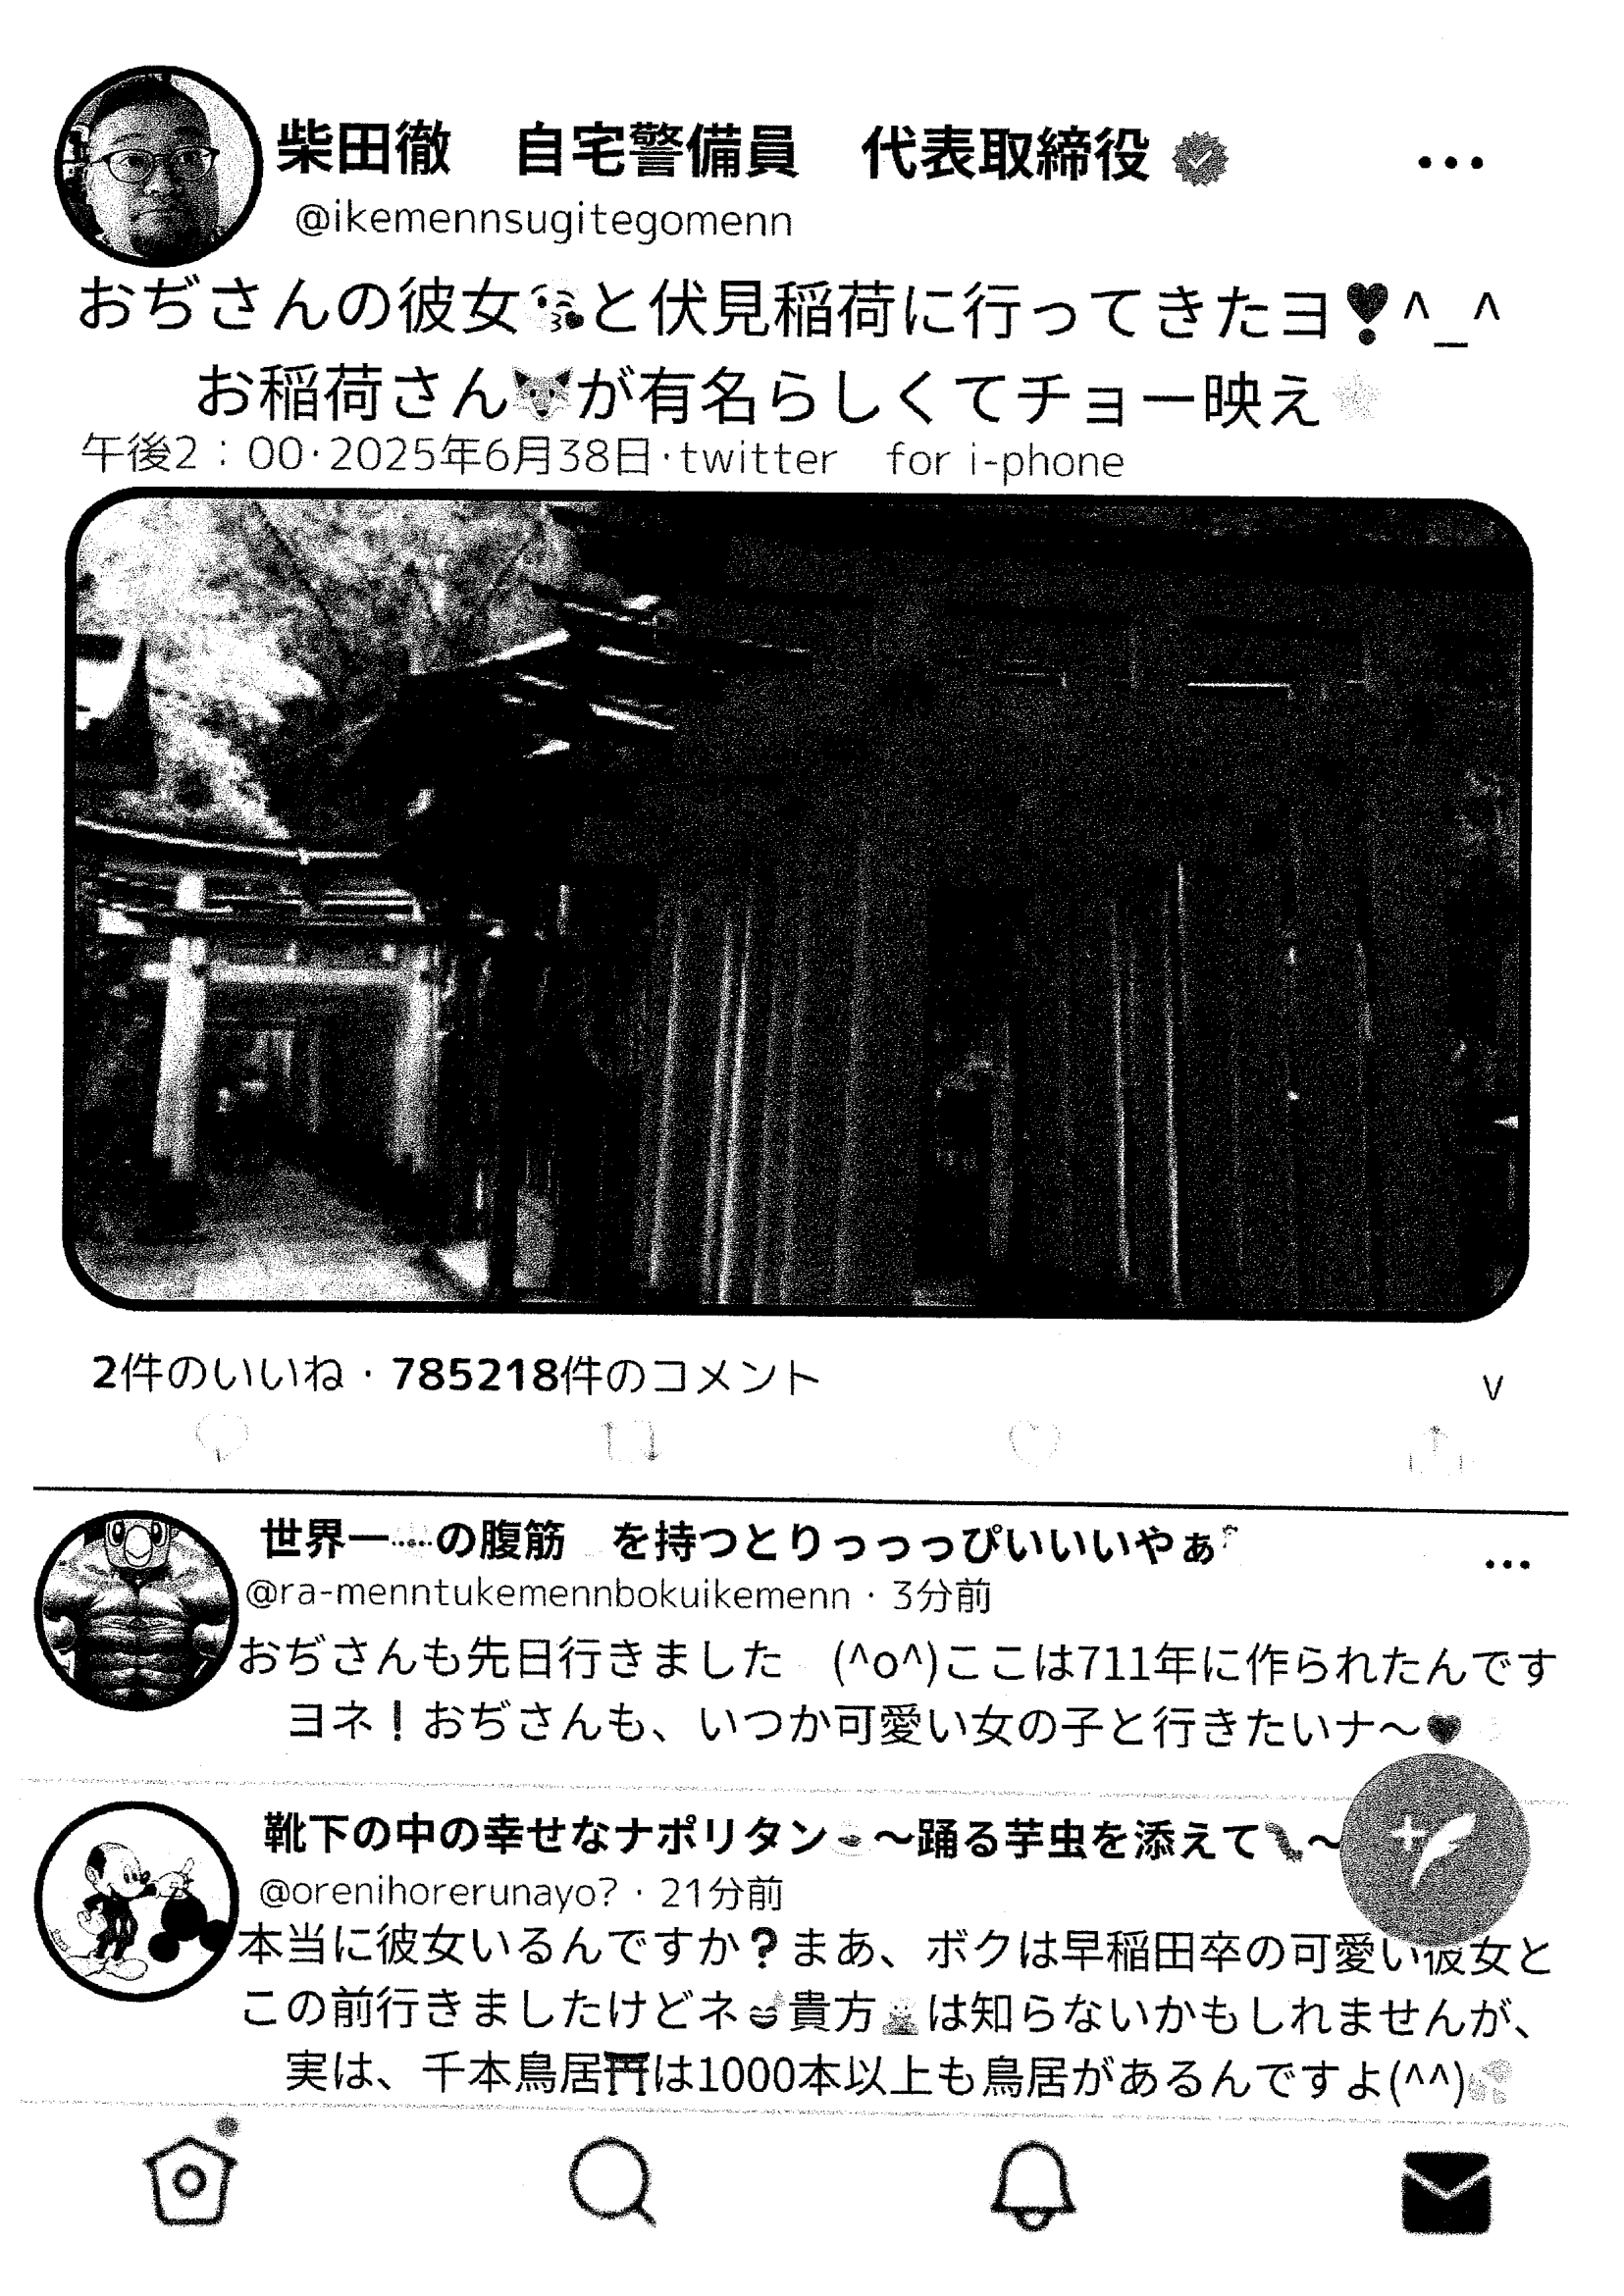 柴田徹　自宅警備員　代表取締役
@ikemennsugitegomenn
おぢさんの彼女😘と伏見稲荷に行ってきたヨ❣^_^
お稲荷さん🦊が有名らしくてチョー映え🌟
午後2：00·2025年6月38日·twitter　for i-phone
2件のいいね · 785218件のコメント
世界一の腹筋　を持つとりっっっぴいいいやぁ
@ra-menntukemennbokuikemenn · 3分前
おぢさんも先日行きました　(^o^)ここは711年に作られたんです
ヨネ！おぢさんも、いつか可愛い女の子と行きたいナ〜♥
靴下の中の幸せなナポリタン〜踊る芋虫を添えて🐛〜
@orenihorerunayo? · 21分前
本当に彼女いるんですか？まあ、ボクは早稲田卒の可愛い彼女と
この前行きましたけどネ貴方は知らないかもしれませんが、
実は、千本鳥居⛩は1000本以上も鳥居があるんですよ(^^)💦